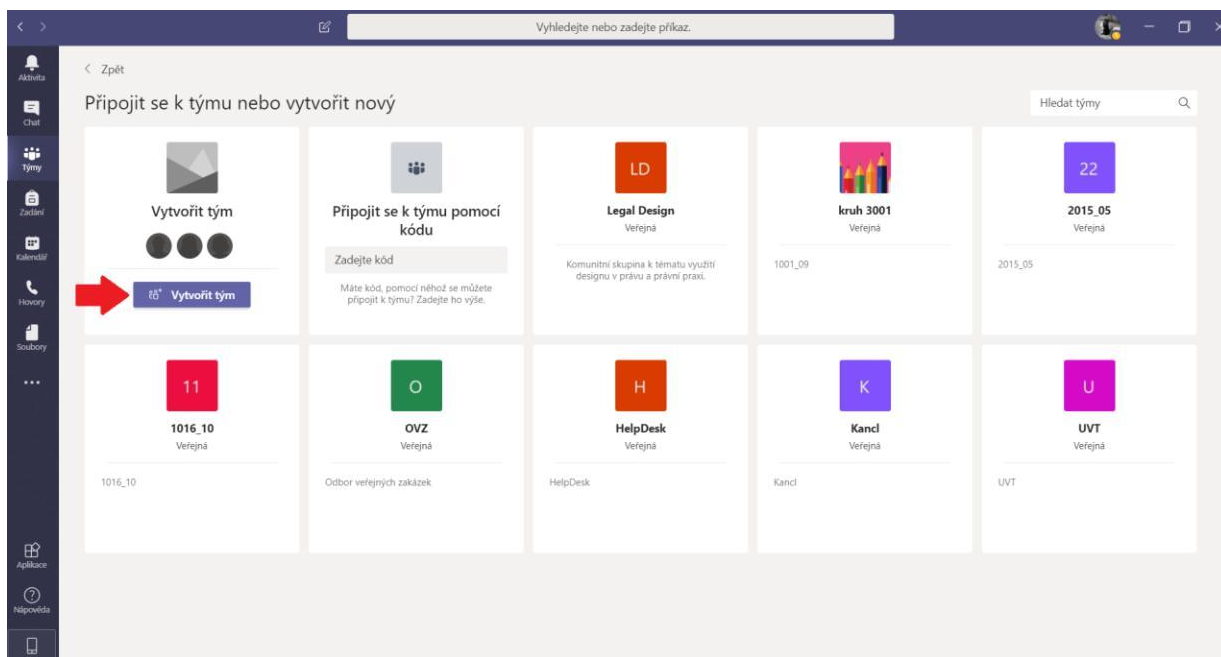 Vyhledejte nebo zadejte příkaz.
Aktivita
Chat
Týmy
Zadání
Kalendář
Hovory
Soubory
Aplikace
Nápověda
Zpět
Připojit se k týmu nebo vytvořit nový
Hledat týmy
Vytvořit tým
Vytvořit tým
Připojit se k týmu pomocí
kódu
Zadejte kód
Máte kód, pomocí něhož se můžete
připojit k týmu? Zadejte ho výše.
LD
Legal Design
Veřejná
Komunitní skupina k tématu využití
designu v právu a právní praxi.
kruh 3001
Veřejná
1001_09
22
2015_05
Veřejná
2015_05
11
1016_10
Veřejná
1016_10
O
OVZ
Veřejná
Odbor veřejných zakázek
H
HelpDesk
Veřejná
HelpDesk
K
Kancl
Veřejná
Kancl
U
UVT
Veřejná
UVT